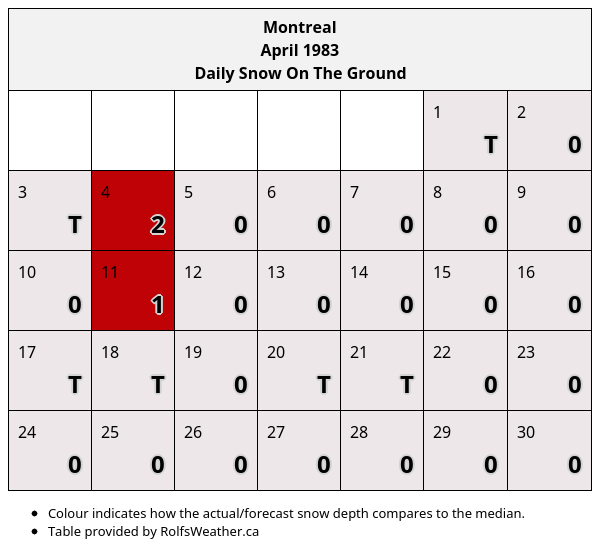 Montreal
April 1983
Daily Snow On The Ground
1 2
T 0
3 4 5 6 7 8 9
T 2 0 0 0 0 0
10 11 12 13 14 15 16
0 1 0 0 0 0 0
17 18 19 20 21 22 23
T T 0 T T 0 0
24 25 26 27 28 29 30
0 0 0 0 0 0 0
• Colour indicates how the actual/forecast snow depth compares to the median.
• Table provided by RolfsWeather.ca